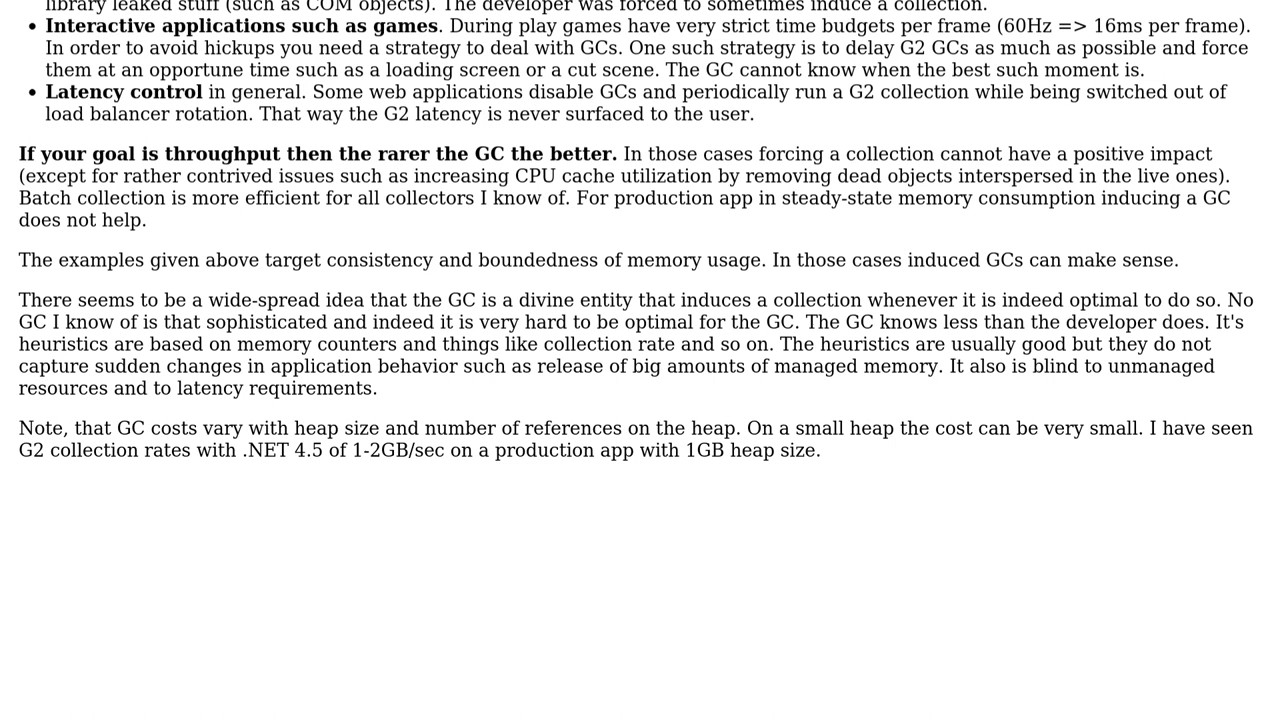 library leaked stuff (such as COM objects). The developer was forced to sometimes induce a collection.
• Interactive applications such as games. During play games have very strict time budgets per frame (60Hz => 16ms per frame).
In order to avoid hickups you need a strategy to deal with GCs. One such strategy is to delay G2 GCs as much as possible and force
them at an opportune time such as a loading screen or a cut scene. The GC cannot know when the best such moment is.
• Latency control in general. Some web applications disable GCs and periodically run a G2 collection while being switched out of
load balancer rotation. That way the G2 latency is never surfaced to the user.
If your goal is throughput then the rarer the GC the better. In those cases forcing a collection cannot have a positive impact
(except for rather contrived issues such as increasing CPU cache utilization by removing dead objects interspersed in the live ones).
Batch collection is more efficient for all collectors I know of. For production app in steady-state memory consumption inducing a GC
does not help.
The examples given above target consistency and boundedness of memory usage. In those cases induced GCs can make sense.
There seems to be a wide-spread idea that the GC is a divine entity that induces a collection whenever it is indeed optimal to do so. No
GC I know of is that sophisticated and indeed it is very hard to be optimal for the GC. The GC knows less than the developer does. It's
heuristics are based on memory counters and things like collection rate and so on. The heuristics are usually good but they do not
capture sudden changes in application behavior such as release of big amounts of managed memory. It also is blind to unmanaged
resources and to latency requirements.
Note, that GC costs vary with heap size and number of references on the heap. On a small heap the cost can be very small. I have seen
G2 collection rates with .NET 4.5 of 1-2GB/sec on a production app with 1GB heap size.